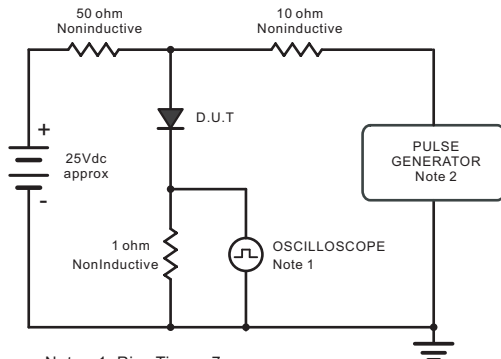 50 ohm
Noninductive
10 ohm
Noninductive
+
25Vdc
approx
-
D.U.T
PULSE
GENERATOR
Note 2
1 ohm
NonInductive
OSCILLOSCOPE
Note 1